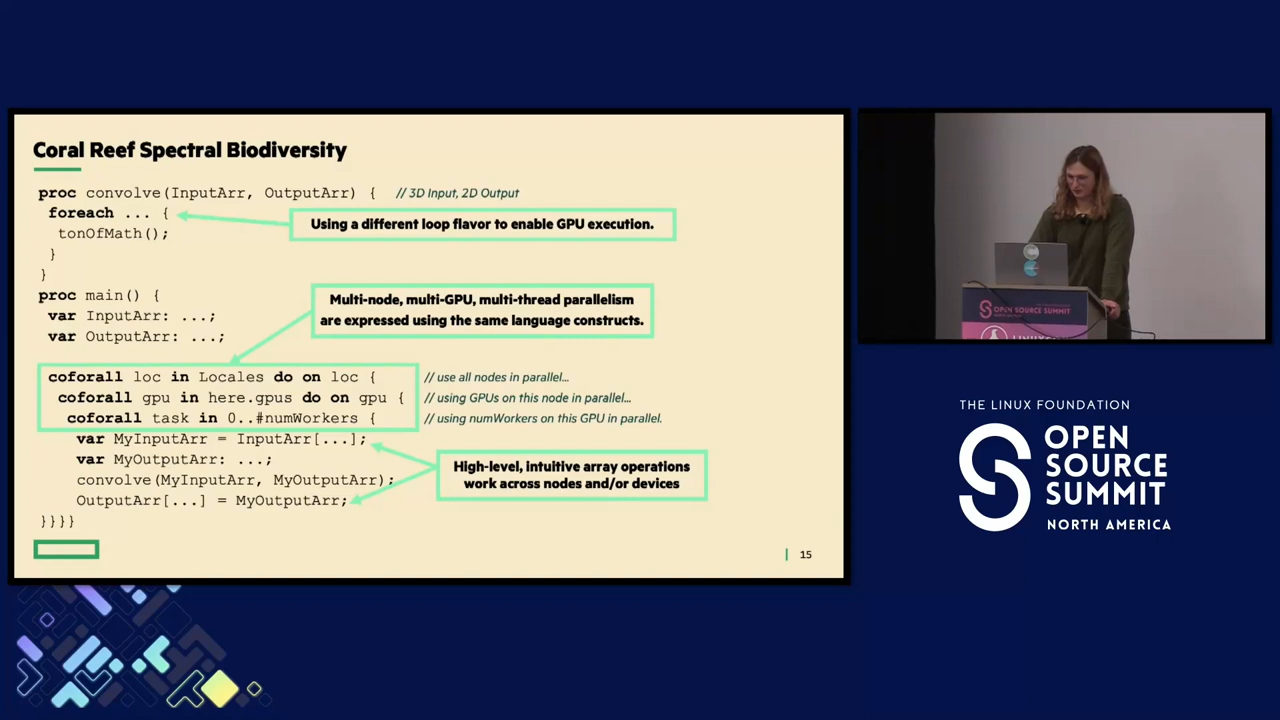 Coral Reef Spectral Biodiversity
proc convolve(InputArr, OutputArr) { // 3D Input, 2D Output
foreach ... {
Using a different loop flavor to enable GPU execution.
tonOfMath();
}
}
proc main() {
var InputArr: ...;
var OutputArr: ...;
Multi-node, multi-GPU, multi-thread parallelism
are expressed using the same language constructs.
coforall loc in Locales do on loc { // use all nodes in parallel...
coforall gpu in here.gpus do on gpu { // using GPUs on this node in parallel...
coforall task in 0..#numWorkers { // using numWorkers on this GPU in parallel.
var MyInputArr = InputArr[...];
var MyOutputArr: ...;
convolve(MyInputArr, MyOutputArr);
OutputArr[...] = MyOutputArr;
High-level, intuitive array operations
work across nodes and/or devices
}}}}
15
OPEN SOURCE SUMMIT
THE LINUX FOUNDATION
OPEN
SOURCE
SUMMIT
NORTH AMERICA